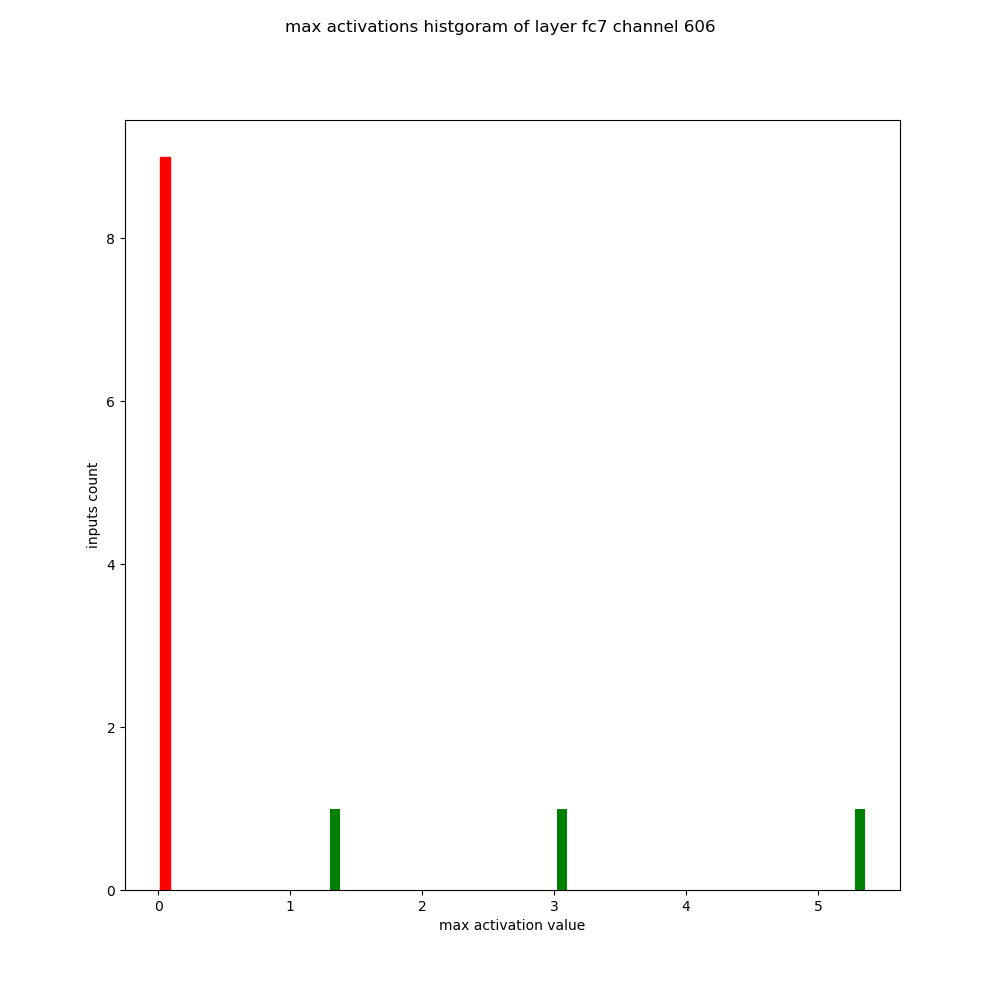 max activations histgoram of layer fc7 channel 606
8
6
inputs count
4
2
0
0 1 2 3 4 5
max activation value